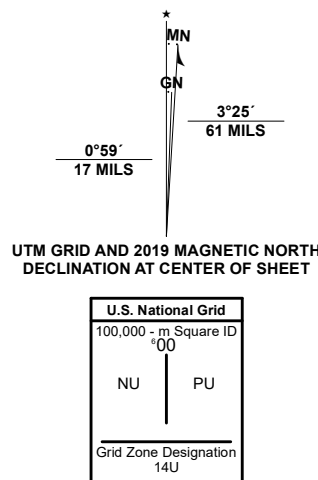 ★
MN
GN
3°25´
61 MILS
0°59´
17 MILS
UTM GRID AND 2019 MAGNETIC NORTH
DECLINATION AT CENTER OF SHEET
U.S. National Grid
100,000 - m Square ID
⁶00
NU PU
Grid Zone Designation
14U